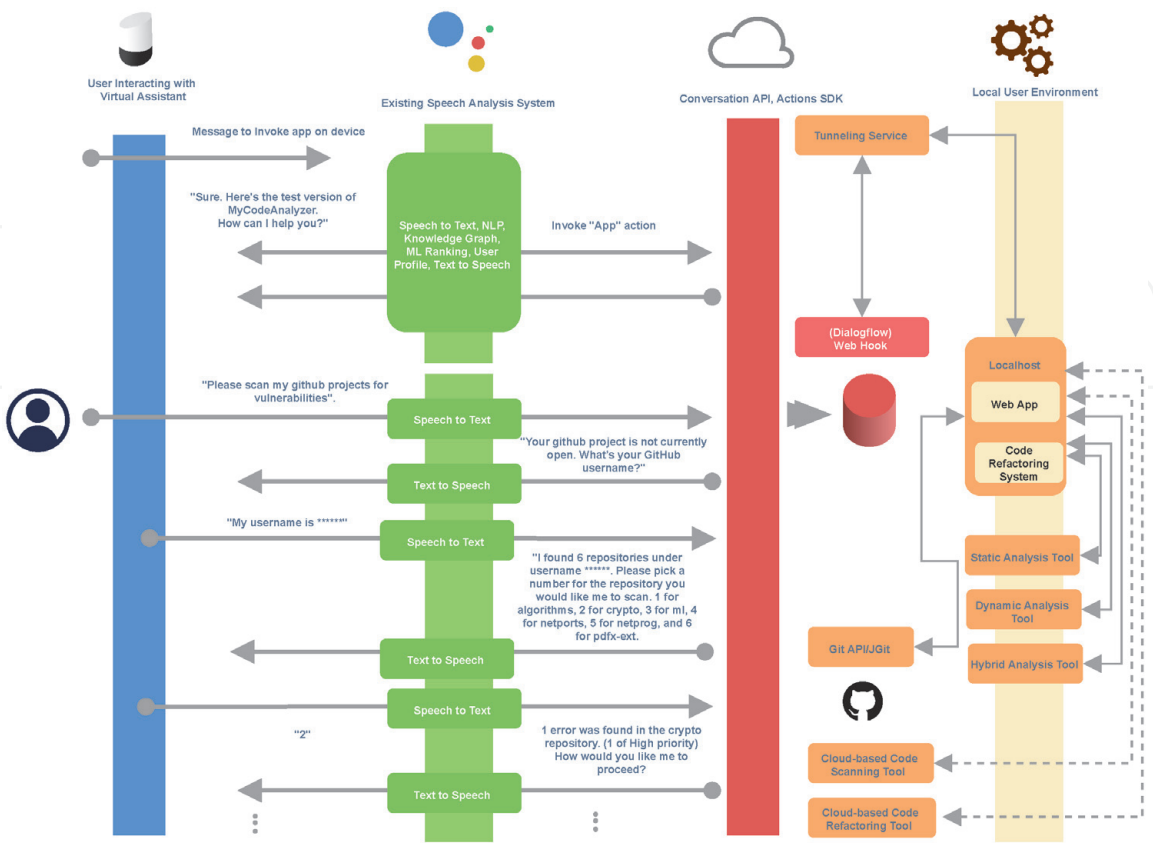 User Interacting with
Virtual Assistant
Existing Speech Analysis System
Conversation API, Actions SDK
Local User Environment
Message to Invoke app on device
Tunneling Service
"Sure. Here's the test version of
MyCodeAnalyzer.
How can I help you?"
Speech to Text, NLP,
Knowledge Graph,
ML Ranking, User
Profile, Text to Speech
Invoke "App" action
(Dialogflow)
Web Hook
Localhost
Web App
Code
Refactoring
System
"Please scan my github projects for
vulnerabilities".
Speech to Text
"Your github project is not currently
open. What's your GitHub
username?"
Text to Speech
"My username is ******"
Speech to Text
"I found 6 repositories under
username ******. Please pick a
number for the repository you
would like me to scan. 1 for
algorithms, 2 for crypto, 3 for ml, 4
for netports, 5 for netprog, and 6
for pdfx-ext.
Static Analysis Tool
Dynamic Analysis
Tool
Text to Speech
Git API/JGit
Hybrid Analysis Tool
Speech to Text
"2"
1 error was found in the crypto
repository. (1 of High priority)
How would you like me to
proceed?
Text to Speech
Cloud-based Code
Scanning Tool
Cloud-based Code
Refactoring Tool